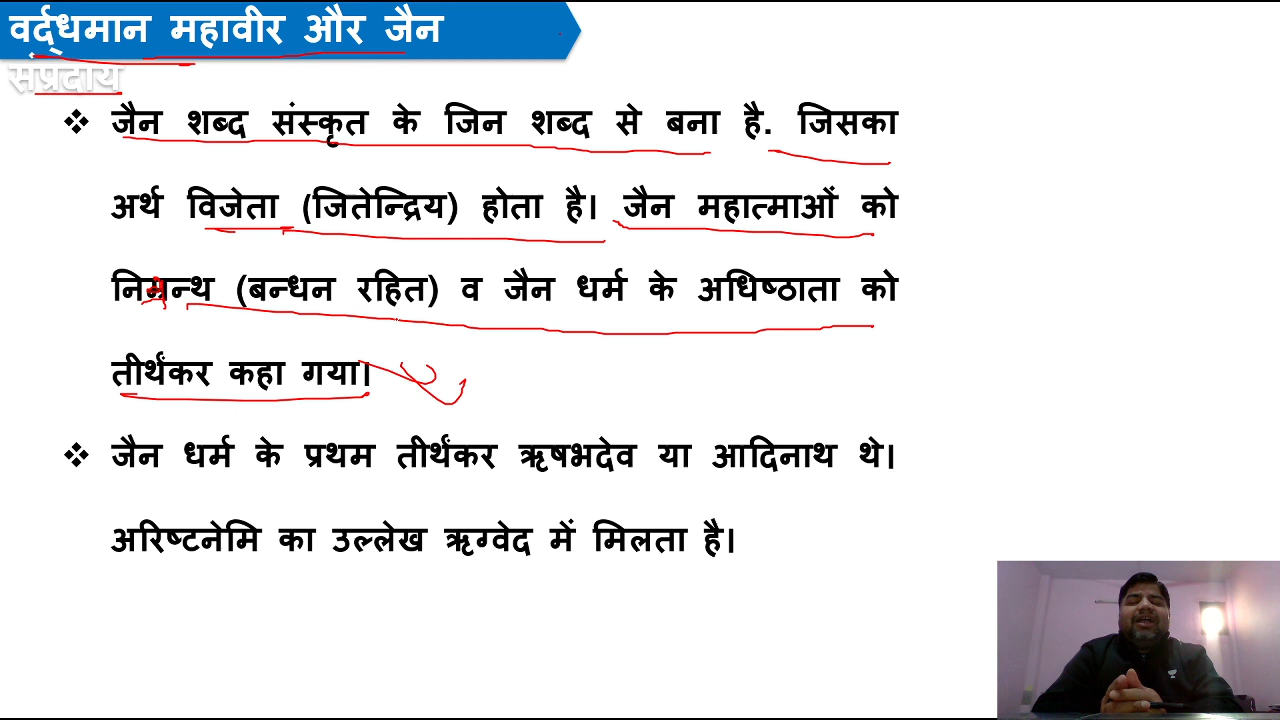 वर्द्धमान महावीर और जैन
संप्रदाय
❖ जैन शब्द संस्कृत के जिन शब्द से बना है. जिसका
अर्थ विजेता (जितेन्द्रिय) होता है। जैन महात्माओं को
निग्रन्थ (बन्धन रहित) व जैन धर्म के अधिष्ठाता को
तीर्थंकर कहा गया।
❖ जैन धर्म के प्रथम तीर्थंकर ऋषभदेव या आदिनाथ थे।
अरिष्टनेमि का उल्लेख ऋग्वेद में मिलता है।